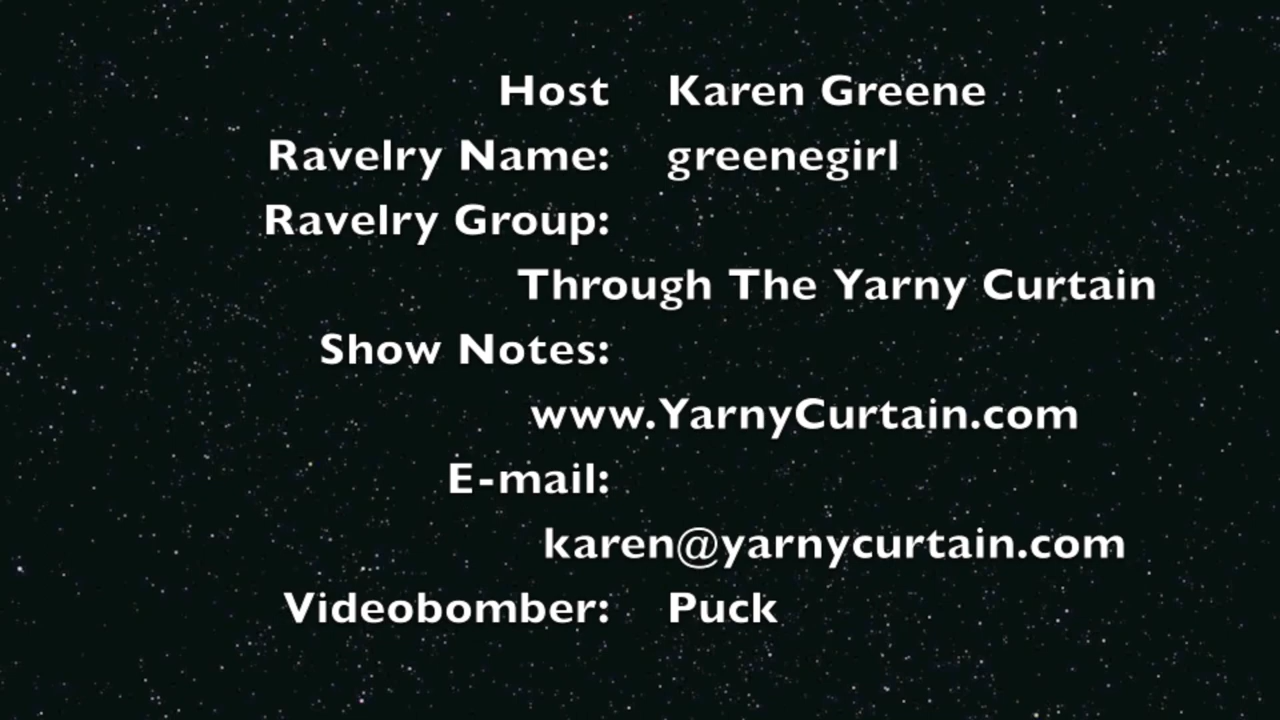 Host Karen Greene
Ravelry Name: greenegirl
Ravelry Group:
Through The Yarny Curtain
Show Notes:
www.YarnyCurtain.com
E-mail:
karen@yarnycurtain.com
Videobomber: Puck